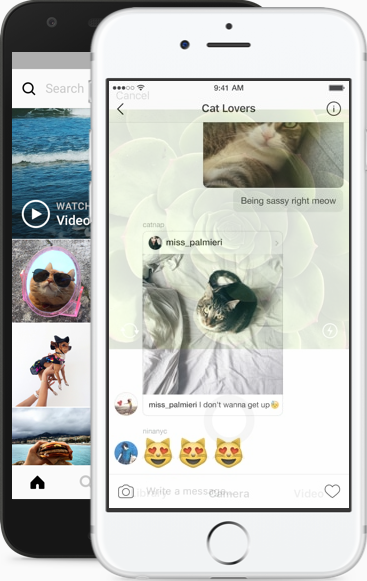 Search
WATCH
Video
9:41 AM
Cancel
Cat Lovers
Being sassy right meow
catnap
miss_palmieri
miss_palmieri I don't wanna get up😴
ninanyc
😻😻😻
Write a message...
Library
Camera
Video